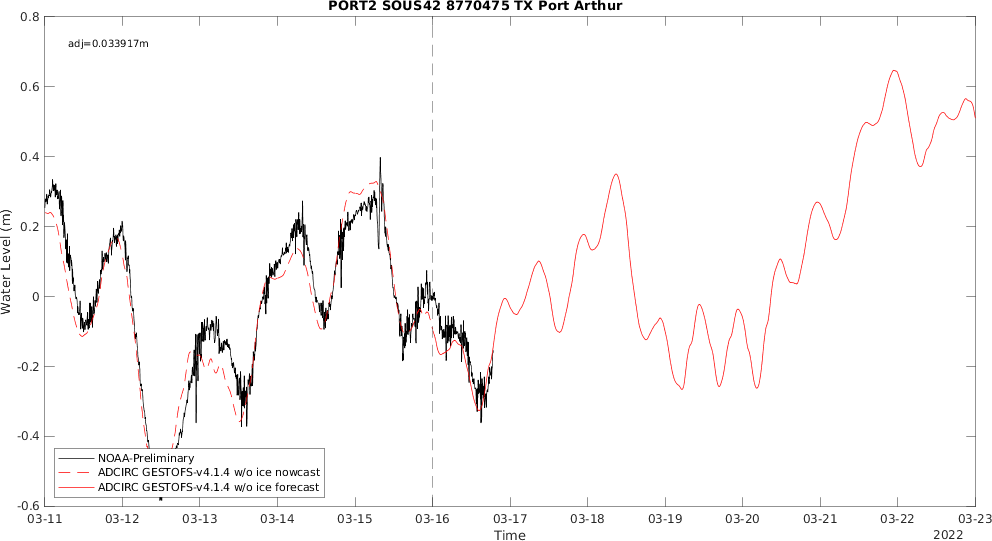 PORT2 SOUS42 8770475 TX Port Arthur
adj=0.033917m
Water Level (m)
0.8
0.6
0.4
0.2
0
-0.2
-0.4
-0.6
NOAA-Preliminary
ADCIRC GESTOFS-v4.1.4 w/o ice nowcast
ADCIRC GESTOFS-v4.1.4 w/o ice forecast
03-11 03-12 03-13 03-14 03-15 03-16 03-17 03-18 03-19 03-20 03-21 03-22 03-23
Time
2022